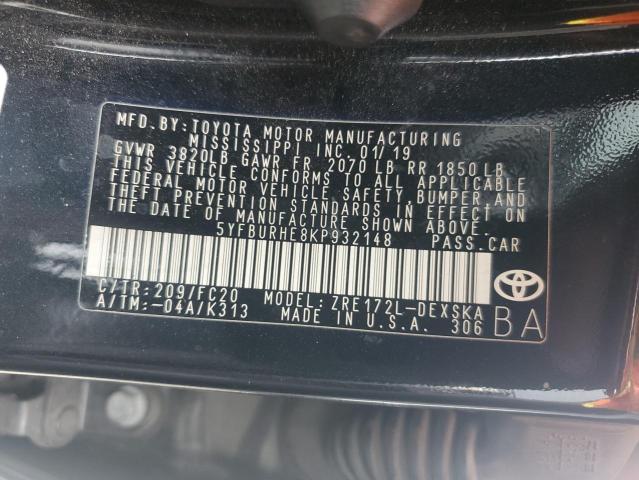 MFD. BY: TOYOTA MOTOR MANUFACTURING
MISSISSIPPI INC. 01/19
GVWR 3820LB GAWR FR 2070 LB RR 1850 LB
THIS VEHICLE CONFORMS TO ALL APPLICABLE
FEDERAL MOTOR VEHICLE SAFETY, BUMPER, AND
THEFT PREVENTION STANDARDS IN EFFECT ON
THE DATE OF MANUFACTURE SHOWN ABOVE.
5YFBURHE8KP932148 PASS. CAR
C/TR: 209/FC20 MODEL: ZRE172L-DEXSKA
A/TM: -04A/K313 MADE IN U.S.A. 306
BA